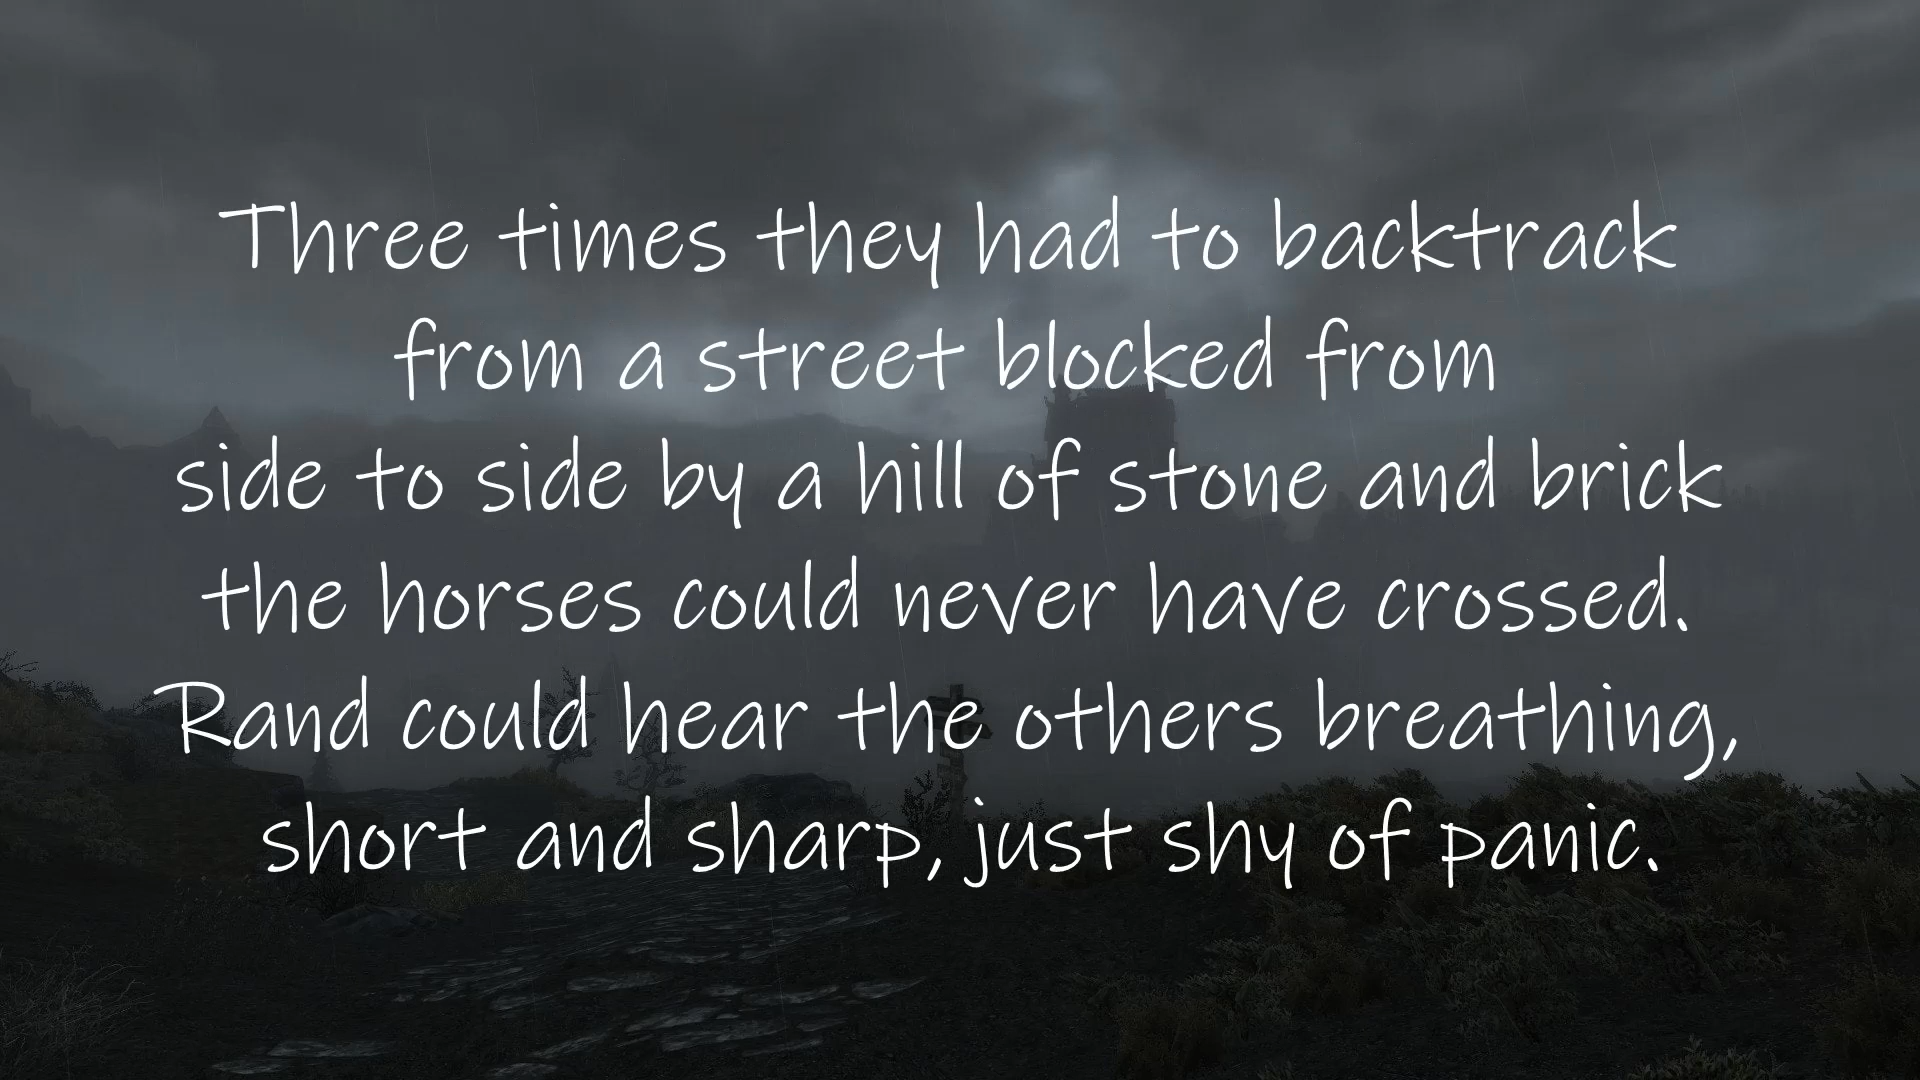 Three times they had to backtrack
from a street blocked from
side to side by a hill of stone and brick
the horses could never have crossed.
Rand could hear the others breathing,
short and sharp, just shy of panic.